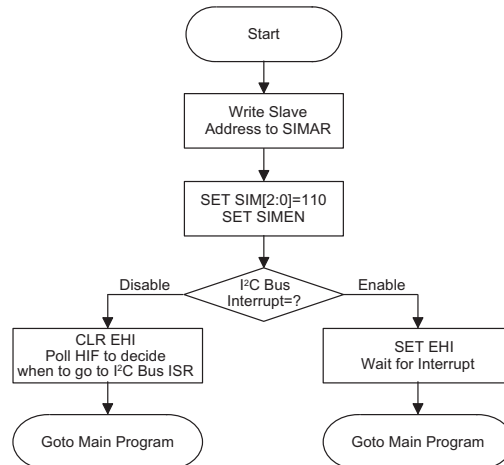 Start
Write Slave
Address to SIMAR
SET SIM[2:0]=110
SET SIMEN
I²C Bus
Interrupt=?
Disable
Enable
CLR EHI
Poll HIF to decide
when to go to I²C Bus ISR
SET EHI
Wait for Interrupt
Goto Main Program
Goto Main Program